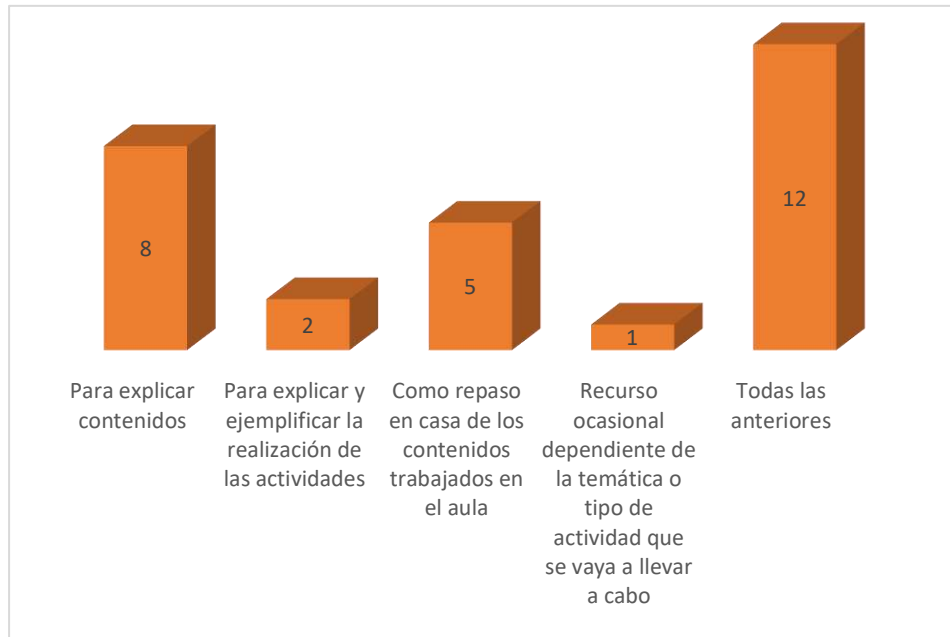 8
2
5
1
12
Para explicar
contenidos
Para explicar y
ejemplificar la
realización de
las actividades
Como repaso
en casa de los
contenidos
trabajados en
el aula
Recurso
ocasional
dependiente de
la temática o
tipo de
actividad que
se vaya a llevar
a cabo
Todas las
anteriores